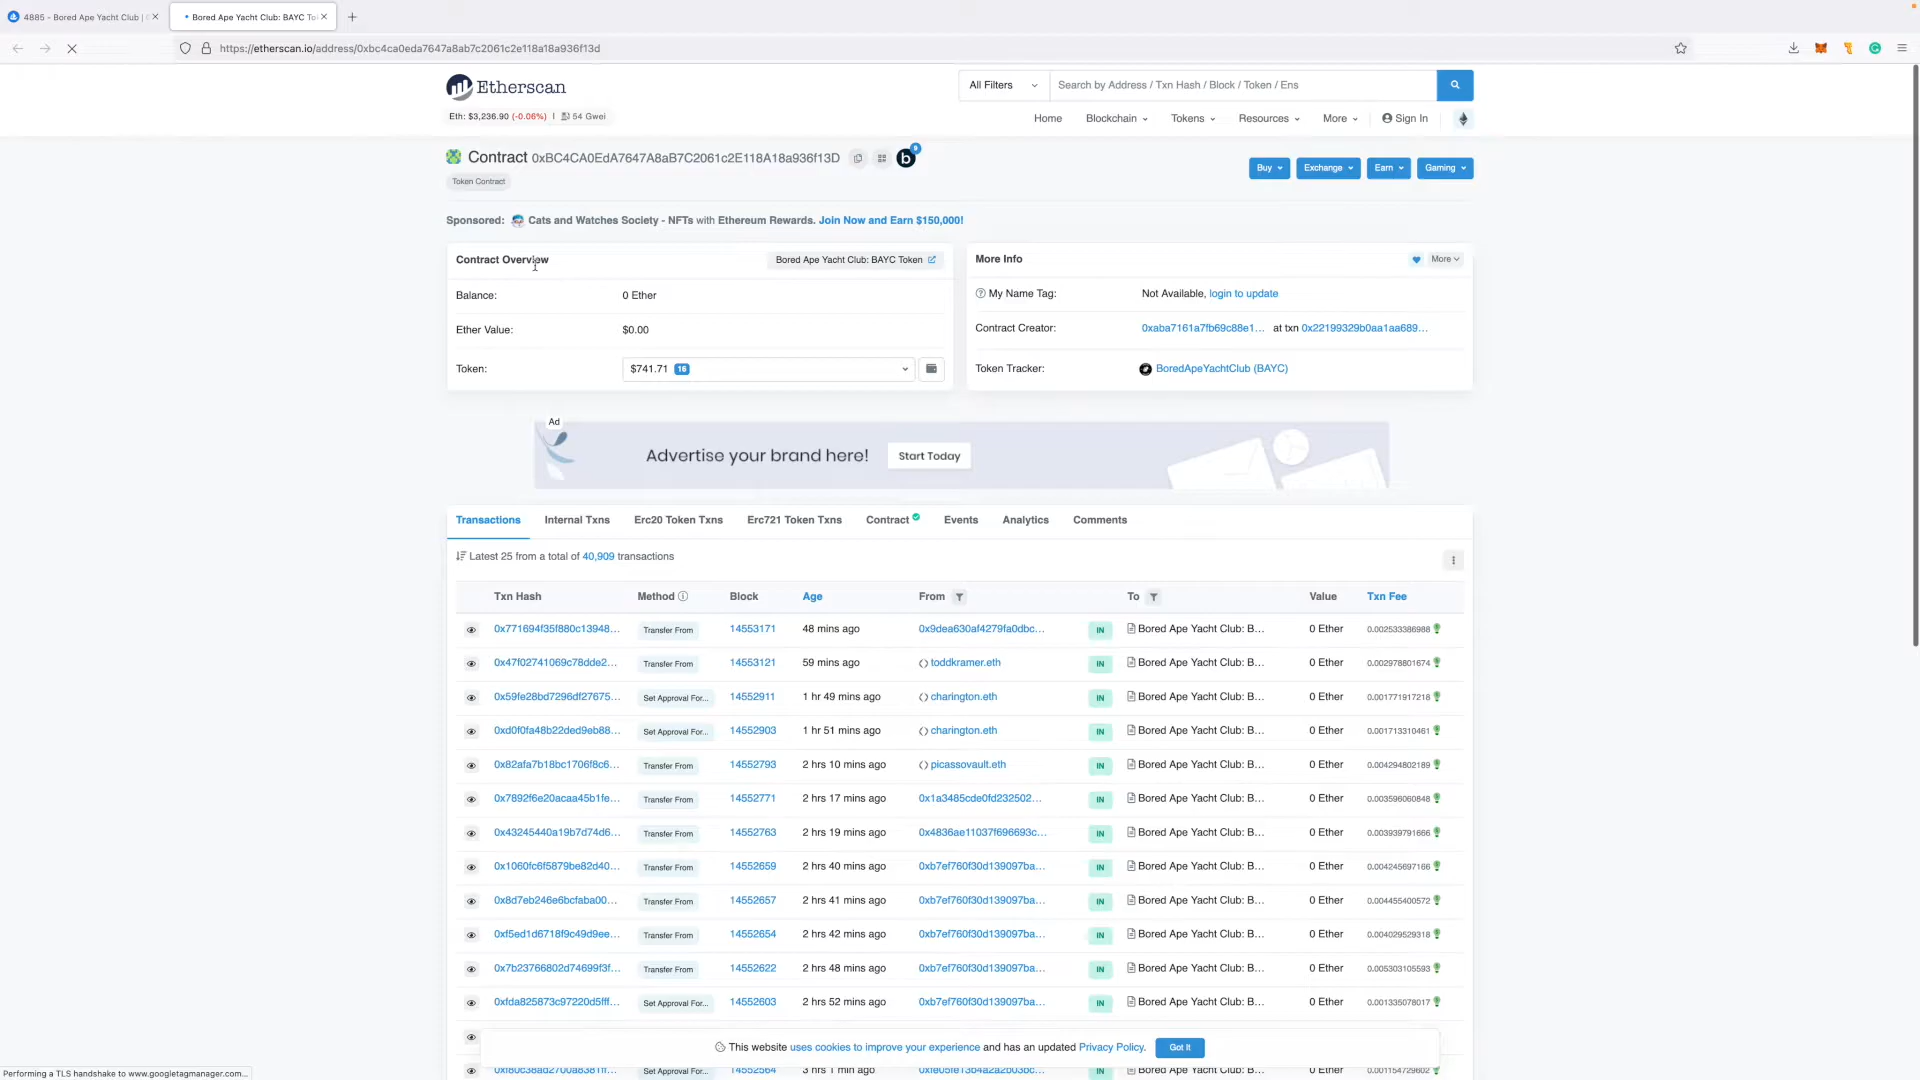 4885 - Bored Ape Yacht Club |
Bored Ape Yacht Club: BAYC To
https://etherscan.io/address/0xbc4ca0eda7647a8ab7c2061c2e118a18a936f13d
Etherscan
All Filters
Search by Address / Txn Hash / Block / Token / Ens
Eth: $3,236.90 (-0.06%) | 54 Gwei
Home Blockchain Tokens Resources More Sign In
Contract 0xBC4CA0EdA7647A8aB7C2061c2E118A18a936f13D
b
9
Buy Exchange Earn Gaming
Token Contract
Sponsored: Cats and Watches Society - NFTs with Ethereum Rewards. Join Now and Earn $150,000!
Contract Overview
Bored Ape Yacht Club: BAYC Token
Balance: 0 Ether
Ether Value: $0.00
Token: $741.71 16
More Info
More
My Name Tag: Not Available, login to update
Contract Creator: 0xaba7161a7fb69c88e1... at txn 0x22199329b0aa1aa689...
Token Tracker: BoredApeYachtClub (BAYC)
Ad
Advertise your brand here! Start Today
Transactions Internal Txns Erc20 Token Txns Erc721 Token Txns Contract Events Analytics Comments
Latest 25 from a total of 40,909 transactions
Txn Hash Method Block Age From To Value Txn Fee
0x771694f35f880c13948... Transfer From 14553171 48 mins ago 0x9dea630af4279fa0dbc... IN Bored Ape Yacht Club: B... 0 Ether 0.002533386988
0x47f02741069c78dde2... Transfer From 14553121 59 mins ago toddkramer.eth IN Bored Ape Yacht Club: B... 0 Ether 0.002978801674
0x59fe28bd7296df27675... Set Approval For... 14552911 1 hr 49 mins ago charington.eth IN Bored Ape Yacht Club: B... 0 Ether 0.001771917218
0xd0f0fa48b22ded9eb88... Set Approval For... 14552903 1 hr 51 mins ago charington.eth IN Bored Ape Yacht Club: B... 0 Ether 0.001713310461
0x82afa7b18bc1706f8c6... Transfer From 14552793 2 hrs 10 mins ago picassovault.eth IN Bored Ape Yacht Club: B... 0 Ether 0.004294802189
0x7892f6e20acaa45b1fe... Transfer From 14552771 2 hrs 17 mins ago 0x1a3485cde0fd232502... IN Bored Ape Yacht Club: B... 0 Ether 0.003596060848
0x43245440a19b7d74d6... Transfer From 14552763 2 hrs 19 mins ago 0x4836ae11037f696693c... IN Bored Ape Yacht Club: B... 0 Ether 0.003939791666
0x1060fc6f5879be82d40... Transfer From 14552659 2 hrs 40 mins ago 0xb7ef760f30d139097ba... IN Bored Ape Yacht Club: B... 0 Ether 0.004245697166
0x8d7eb246e6bcfaba00... Transfer From 14552657 2 hrs 41 mins ago 0xb7ef760f30d139097ba... IN Bored Ape Yacht Club: B... 0 Ether 0.004455400572
0xf5ed1d6718f9c49d9ee... Transfer From 14552654 2 hrs 42 mins ago 0xb7ef760f30d139097ba... IN Bored Ape Yacht Club: B... 0 Ether 0.004029529318
0x7b23766802d74699f3f... Transfer From 14552622 2 hrs 48 mins ago 0xb7ef760f30d139097ba... IN Bored Ape Yacht Club: B... 0 Ether 0.005303105593
0xfda825873c97220d5fff... Set Approval For... 14552603 2 hrs 52 mins ago 0xb7ef760f30d139097ba... IN Bored Ape Yacht Club: B... 0 Ether 0.001335078017
This website uses cookies to improve your experience and has an updated Privacy Policy. Got It
Set Approval For... 14552564 3 hrs 1 min ago IN Bored Ape Yacht Club: B... 0 Ether 0.001154729602
Performing a TLS handshake to www.googletagmanager.com...